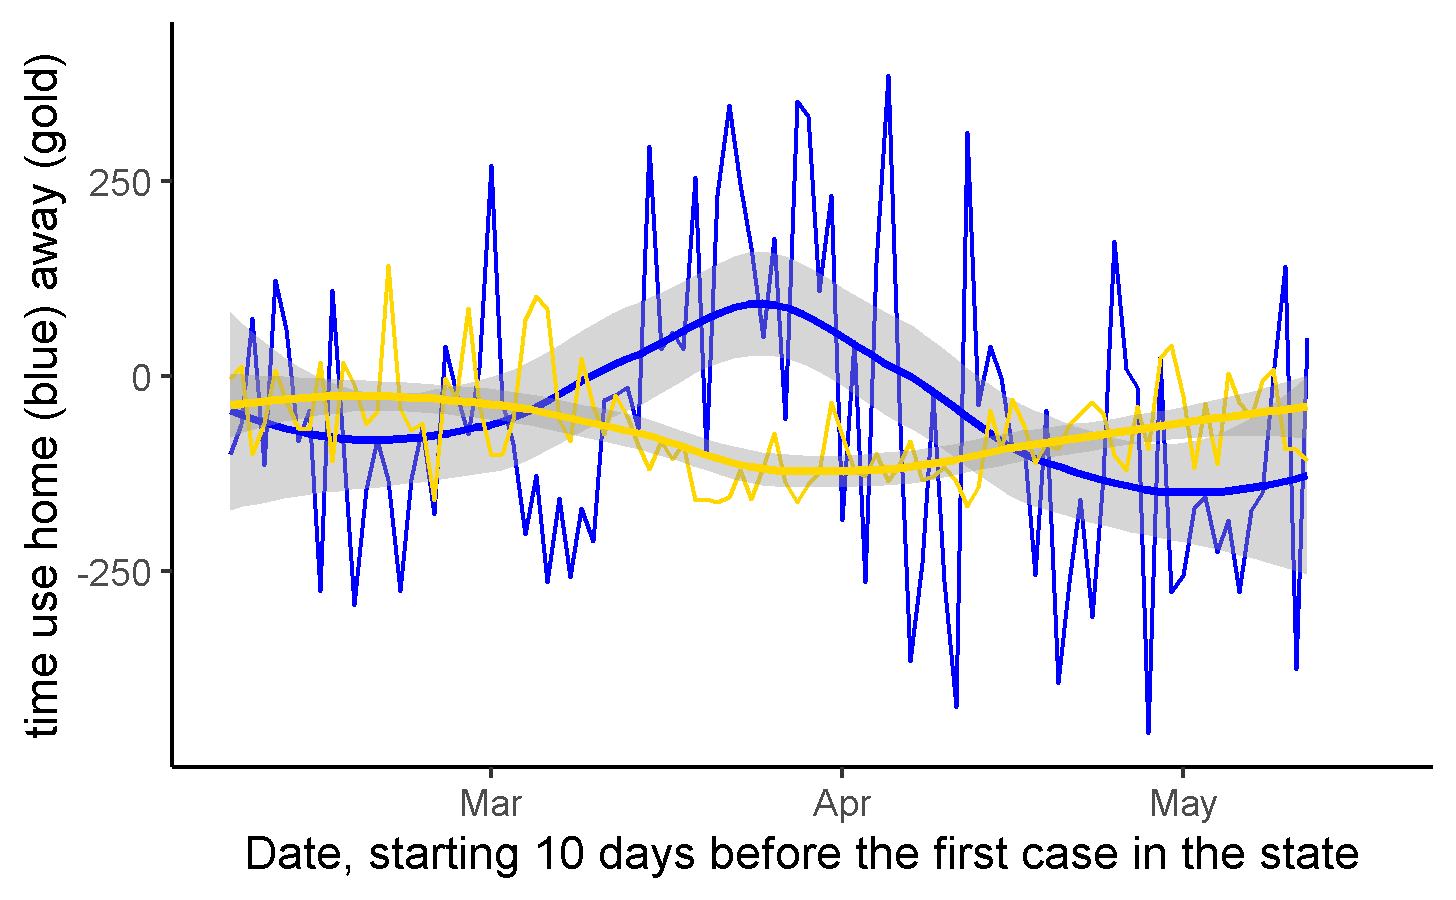 time use home (blue) away (gold)
250
0
-250
Mar
Apr
May
Date, starting 10 days before the first case in the state